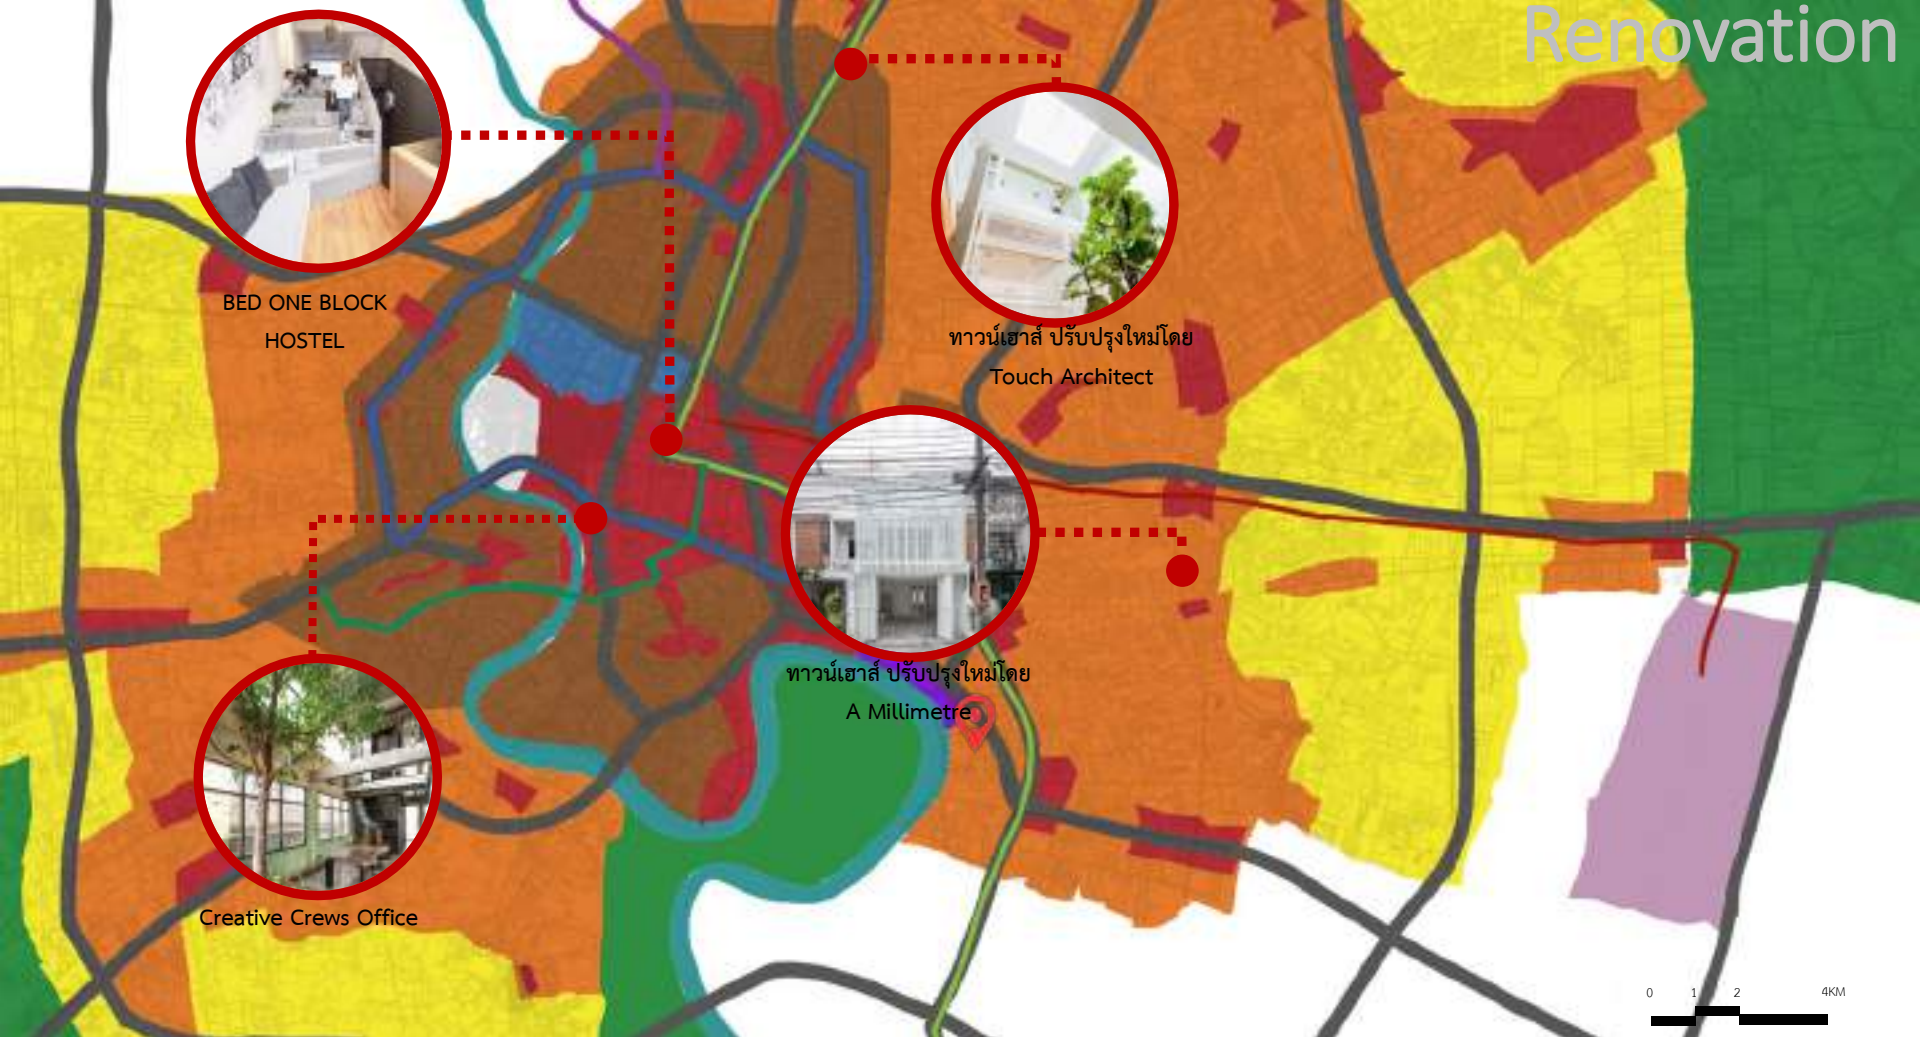 Renovation
BED ONE BLOCK
HOSTEL
ทาวน์เฮาส์ ปรับปรุงใหม่โดย
Touch Architect
ทาวน์เฮาส์ ปรับปรุงใหม่โดย
A Millimetre
Creative Crews Office
0 1 2 4KM